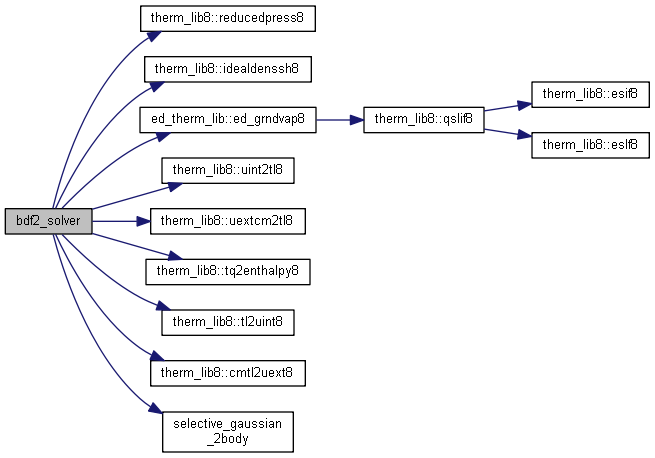 therm_lib8::reducedpress8
therm_lib8::idealdenssh8
therm_lib8::esif8
ed_therm_lib::ed_grndvap8
therm_lib8::qslif8
therm_lib8::eslf8
therm_lib8::uint2tl8
bdf2_solver
therm_lib8::uextcm2tl8
therm_lib8::tq2enthalpy8
therm_lib8::tl2uint8
therm_lib8::cmtl2uext8
selective_gaussian
_2body